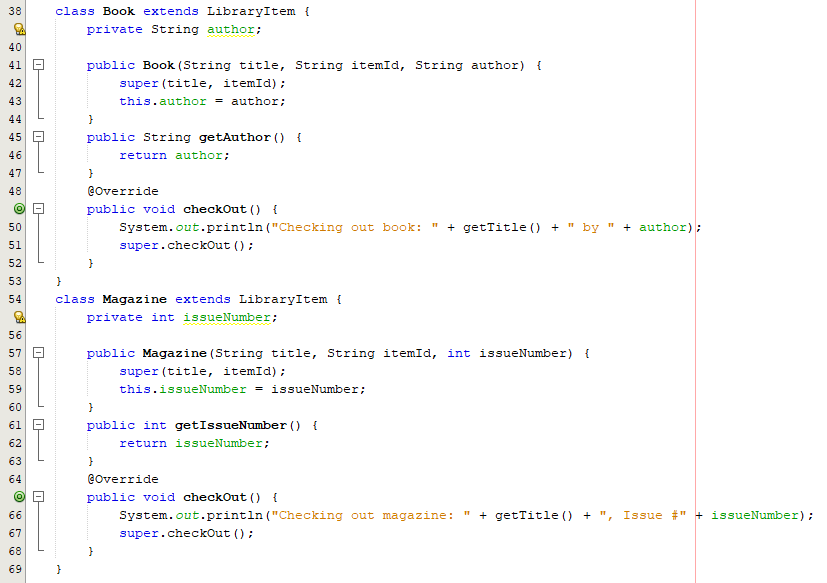 38 class Book extends LibraryItem {
private String author;
40
41 public Book(String title, String itemId, String author) {
42 super(title, itemId);
43 this.author = author;
44 }
45 public String getAuthor() {
46 return author;
47 }
48 @Override
public void checkOut() {
50 System.out.println("Checking out book: " + getTitle() + " by " + author);
51 super.checkOut();
52 }
53 }
54 class Magazine extends LibraryItem {
private int issueNumber;
56
57 public Magazine(String title, String itemId, int issueNumber) {
58 super(title, itemId);
59 this.issueNumber = issueNumber;
60 }
61 public int getIssueNumber() {
62 return issueNumber;
63 }
64 @Override
public void checkOut() {
66 System.out.println("Checking out magazine: " + getTitle() + ", Issue #" + issueNumber);
67 super.checkOut();
68 }
69 }